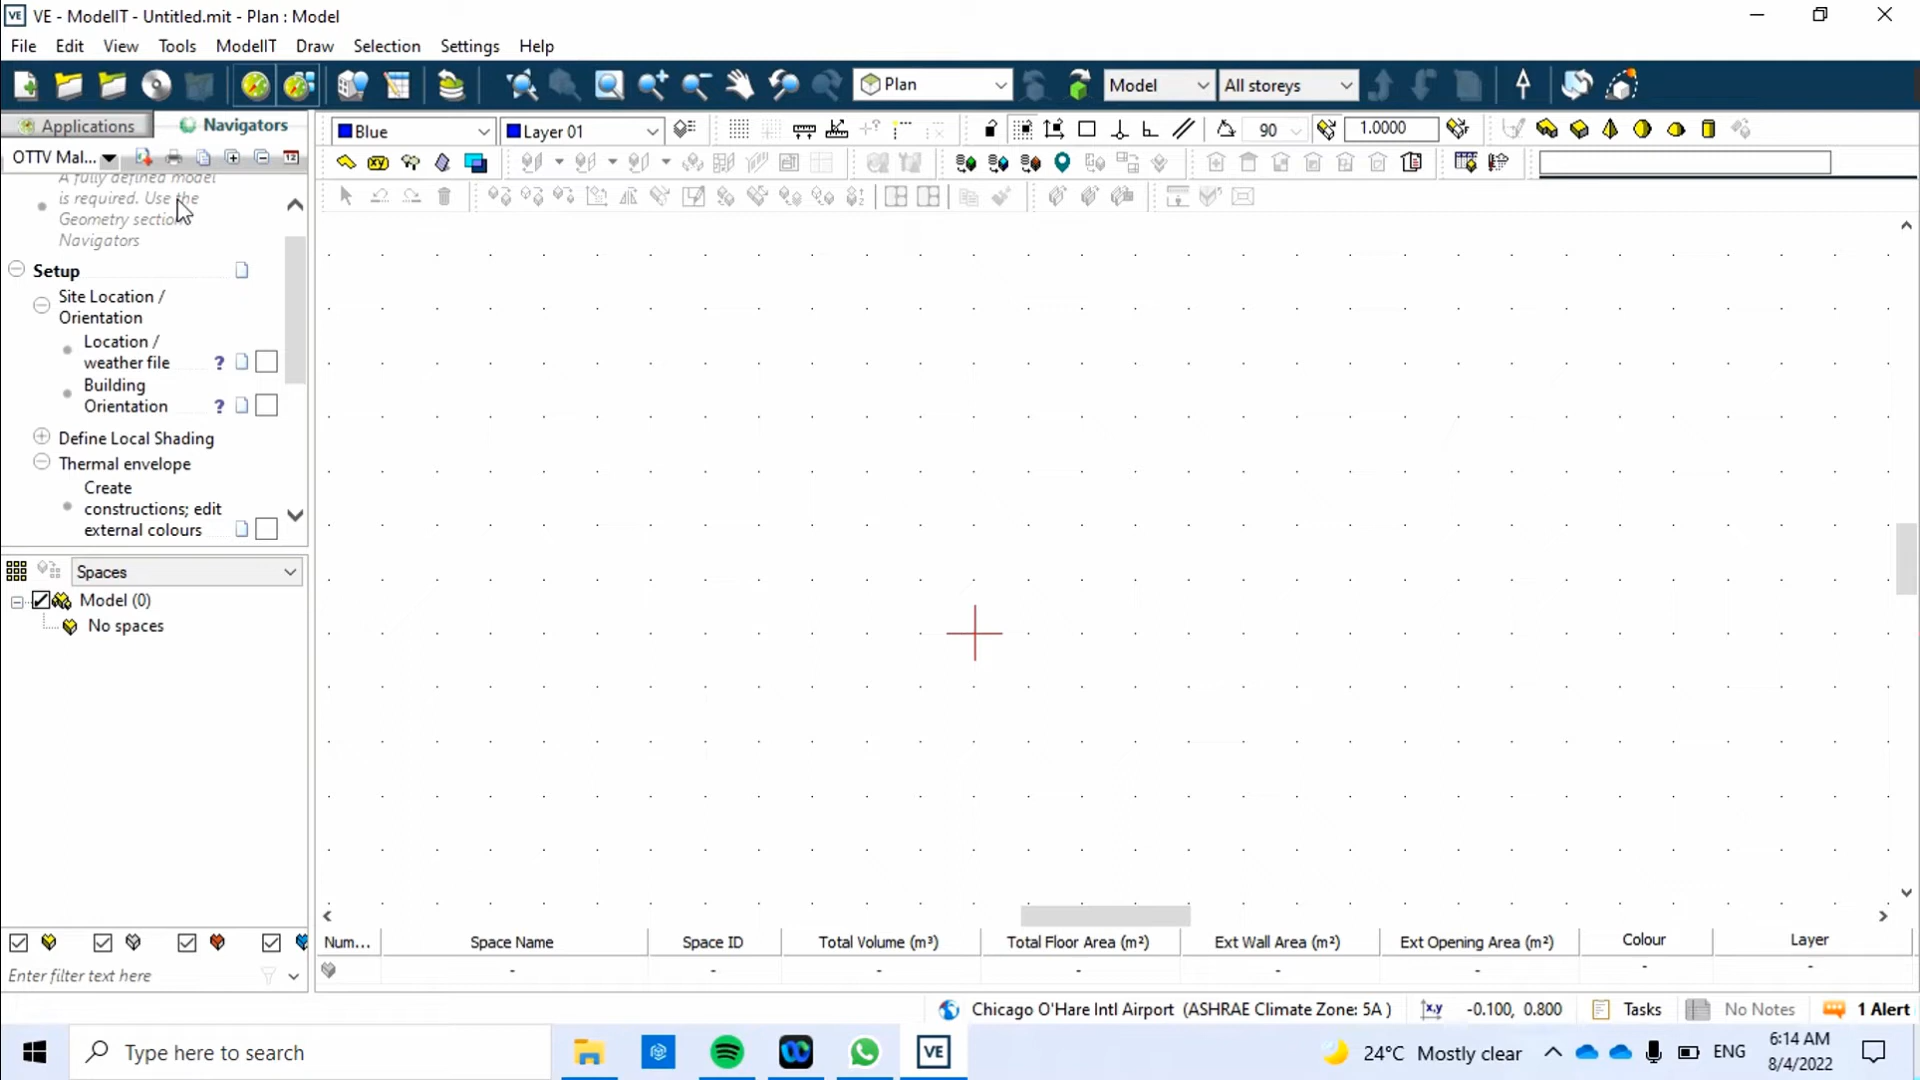 VE - ModelIT - Untitled.mit - Plan : Model
File Edit View Tools ModelIT Draw Selection Settings Help
Plan Model All storeys
Applications Navigators
Blue Layer 01 90 1.0000
OTTV Mal...
12
xy
A fully defined model
is required. Use the
Geometry section
Navigators
Setup
Site Location /
Orientation
Location /
weather file ?
Building
Orientation ?
Define Local Shading
Thermal envelope
Create
constructions; edit
external colours
Spaces
Model (0)
No spaces
Num... Space Name Space ID Total Volume (m³) Total Floor Area (m²) Ext Wall Area (m²) Ext Opening Area (m²) Colour Layer
- - - - - - - -
Enter filter text here
Chicago O'Hare Intl Airport (ASHRAE Climate Zone: 5A ) x,y -0.100, 0.800 Tasks No Notes 1 Alert
Type here to search
VE
24°C Mostly clear ENG
6:14 AM
8/4/2022